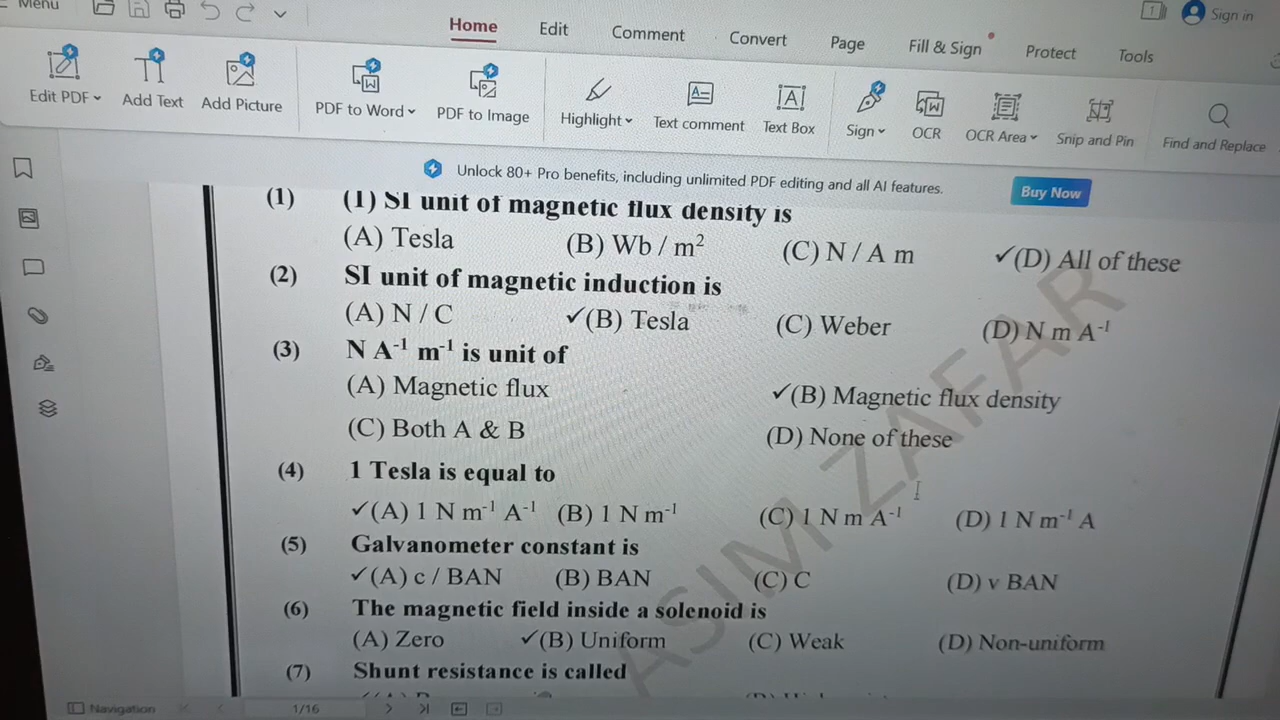 Menu
Sign in
Home Edit Comment Convert Page Fill & Sign Protect Tools
Edit PDF Add Text Add Picture PDF to Word PDF to Image Highlight Text comment Text Box Sign OCR OCR Area Snip and Pin Find and Replace
Unlock 80+ Pro benefits, including unlimited PDF editing and all AI features. Buy Now
(1) (1) SI unit of magnetic flux density is
(A) Tesla (B) Wb / m² (C) N / A m ✓(D) All of these
(2) SI unit of magnetic induction is
(A) N / C ✓(B) Tesla (C) Weber (D) N m A⁻¹
(3) N A⁻¹ m⁻¹ is unit of
(A) Magnetic flux ✓(B) Magnetic flux density
(C) Both A & B (D) None of these
(4) 1 Tesla is equal to
✓(A) 1 N m⁻¹ A⁻¹ (B) 1 N m⁻¹ (C) 1 N m A⁻¹ (D) 1 N m⁻¹ A
(5) Galvanometer constant is
✓(A) c / BAN (B) BAN (C) C (D) v BAN
(6) The magnetic field inside a solenoid is
(A) Zero ✓(B) Uniform (C) Weak (D) Non-uniform
(7) Shunt resistance is called
ASIM ZAFAR
Navigation 1/16